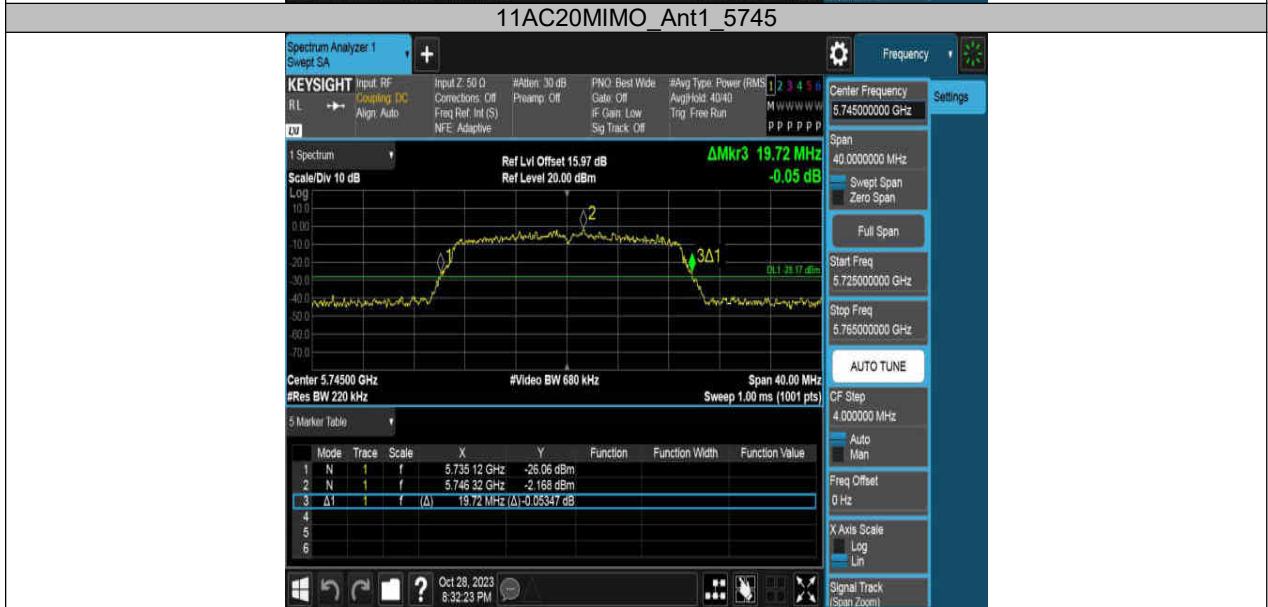 11AC20MIMO_Ant1_5745
Spectrum Analyzer 1
Swept SA
+
Frequency
KEYSIGHT
Input: RF
Input Z: 50 Ω
#Atten: 30 dB
PNO: Best Wide
#Avg Type: Power (RMS
1 2 3 4 5 6
RL
Coupling: DC
Corrections: Off
Preamp: Off
Gate: Off
Avg|Hold: 40/40
M W W W W W
Align: Auto
Freq Ref: Int (S)
IF Gain: Low
Trig: Free Run
NFE: Adaptive
Sig Track: Off
P P P P P P
Center Frequency
5.745000000 GHz
Settings
1 Spectrum
Ref Lvl Offset 15.97 dB
ΔMkr3 19.72 MHz
Scale/Div 10 dB
Ref Level 20.00 dBm
-0.05 dB
Span
40.0000000 MHz
Swept Span
Zero Span
Log
10.0
0.00
-10.0
-20.0
-30.0
-40.0
-50.0
-60.0
-70.0
1
2
3Δ1
DL1 -28.17 dBm
Full Span
Start Freq
5.725000000 GHz
Stop Freq
5.765000000 GHz
AUTO TUNE
Center 5.74500 GHz
#Video BW 680 kHz
Span 40.00 MHz
#Res BW 220 kHz
Sweep 1.00 ms (1001 pts)
CF Step
4.000000 MHz
Auto
Man
5 Marker Table
Mode Trace Scale X Y Function Function Width Function Value
1 N 1 f 5.735 12 GHz -26.06 dBm
2 N 1 f 5.746 32 GHz -2.168 dBm
3 Δ1 1 f (Δ) 19.72 MHz (Δ) -0.05347 dB
4
5
6
Freq Offset
0 Hz
X Axis Scale
Log
Lin
?
Oct 28, 2023
8:32:23 PM
Signal Track
(Span Zoom)